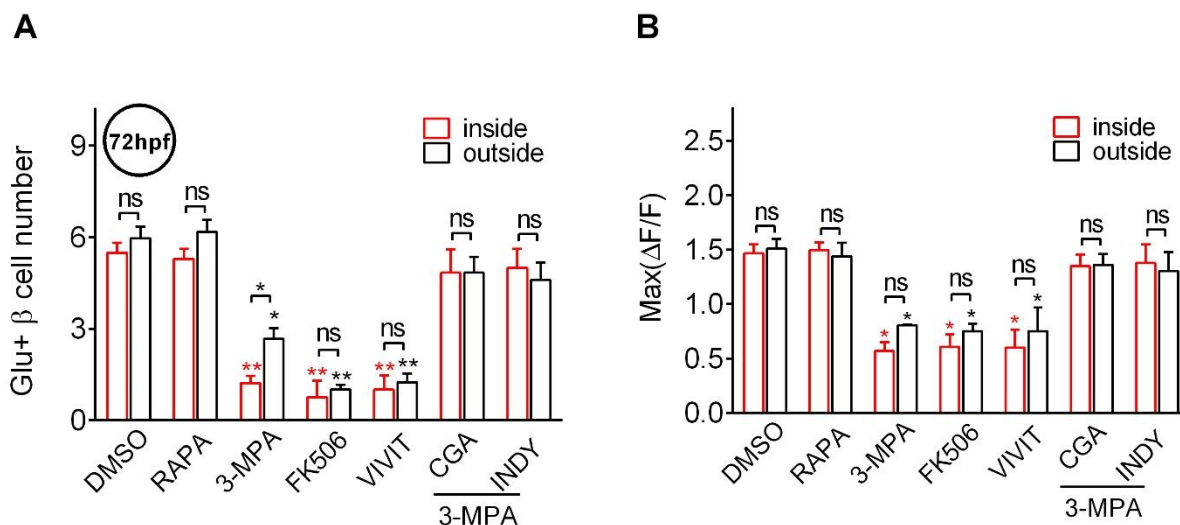 A
72hpf
inside
outside
Glu+ β cell number
9
6
3
0
ns
ns
*
*
**
ns
**
**
ns
**
**
ns
ns
DMSO
RAPA
3-MPA
FK506
VIVIT
CGA
INDY
3-MPA
B
inside
outside
Max(ΔF/F)
2.5
2.0
1.5
1.0
0.5
0.0
ns
ns
ns
*
*
ns
*
*
ns
*
*
ns
ns
DMSO
RAPA
3-MPA
FK506
VIVIT
CGA
INDY
3-MPA